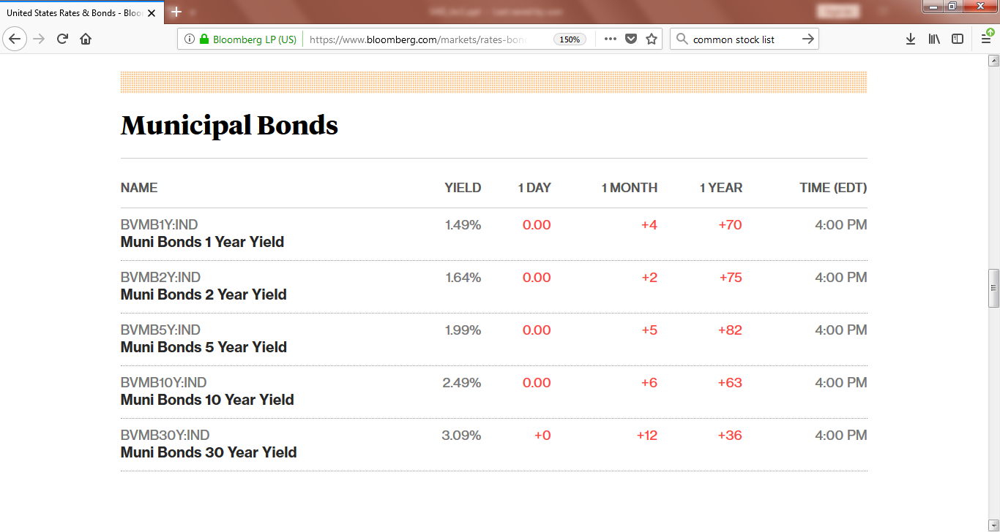 United States Rates & Bonds - Bloo
Bloomberg LP (US) https://www.bloomberg.com/markets/rates-bon 150% common stock list
Municipal Bonds
NAME YIELD 1 DAY 1 MONTH 1 YEAR TIME (EDT)
BVMB1Y:IND 1.49% 0.00 +4 +70 4:00 PM
Muni Bonds 1 Year Yield
BVMB2Y:IND 1.64% 0.00 +2 +75 4:00 PM
Muni Bonds 2 Year Yield
BVMB5Y:IND 1.99% 0.00 +5 +82 4:00 PM
Muni Bonds 5 Year Yield
BVMB10Y:IND 2.49% 0.00 +6 +63 4:00 PM
Muni Bonds 10 Year Yield
BVMB30Y:IND 3.09% +0 +12 +36 4:00 PM
Muni Bonds 30 Year Yield